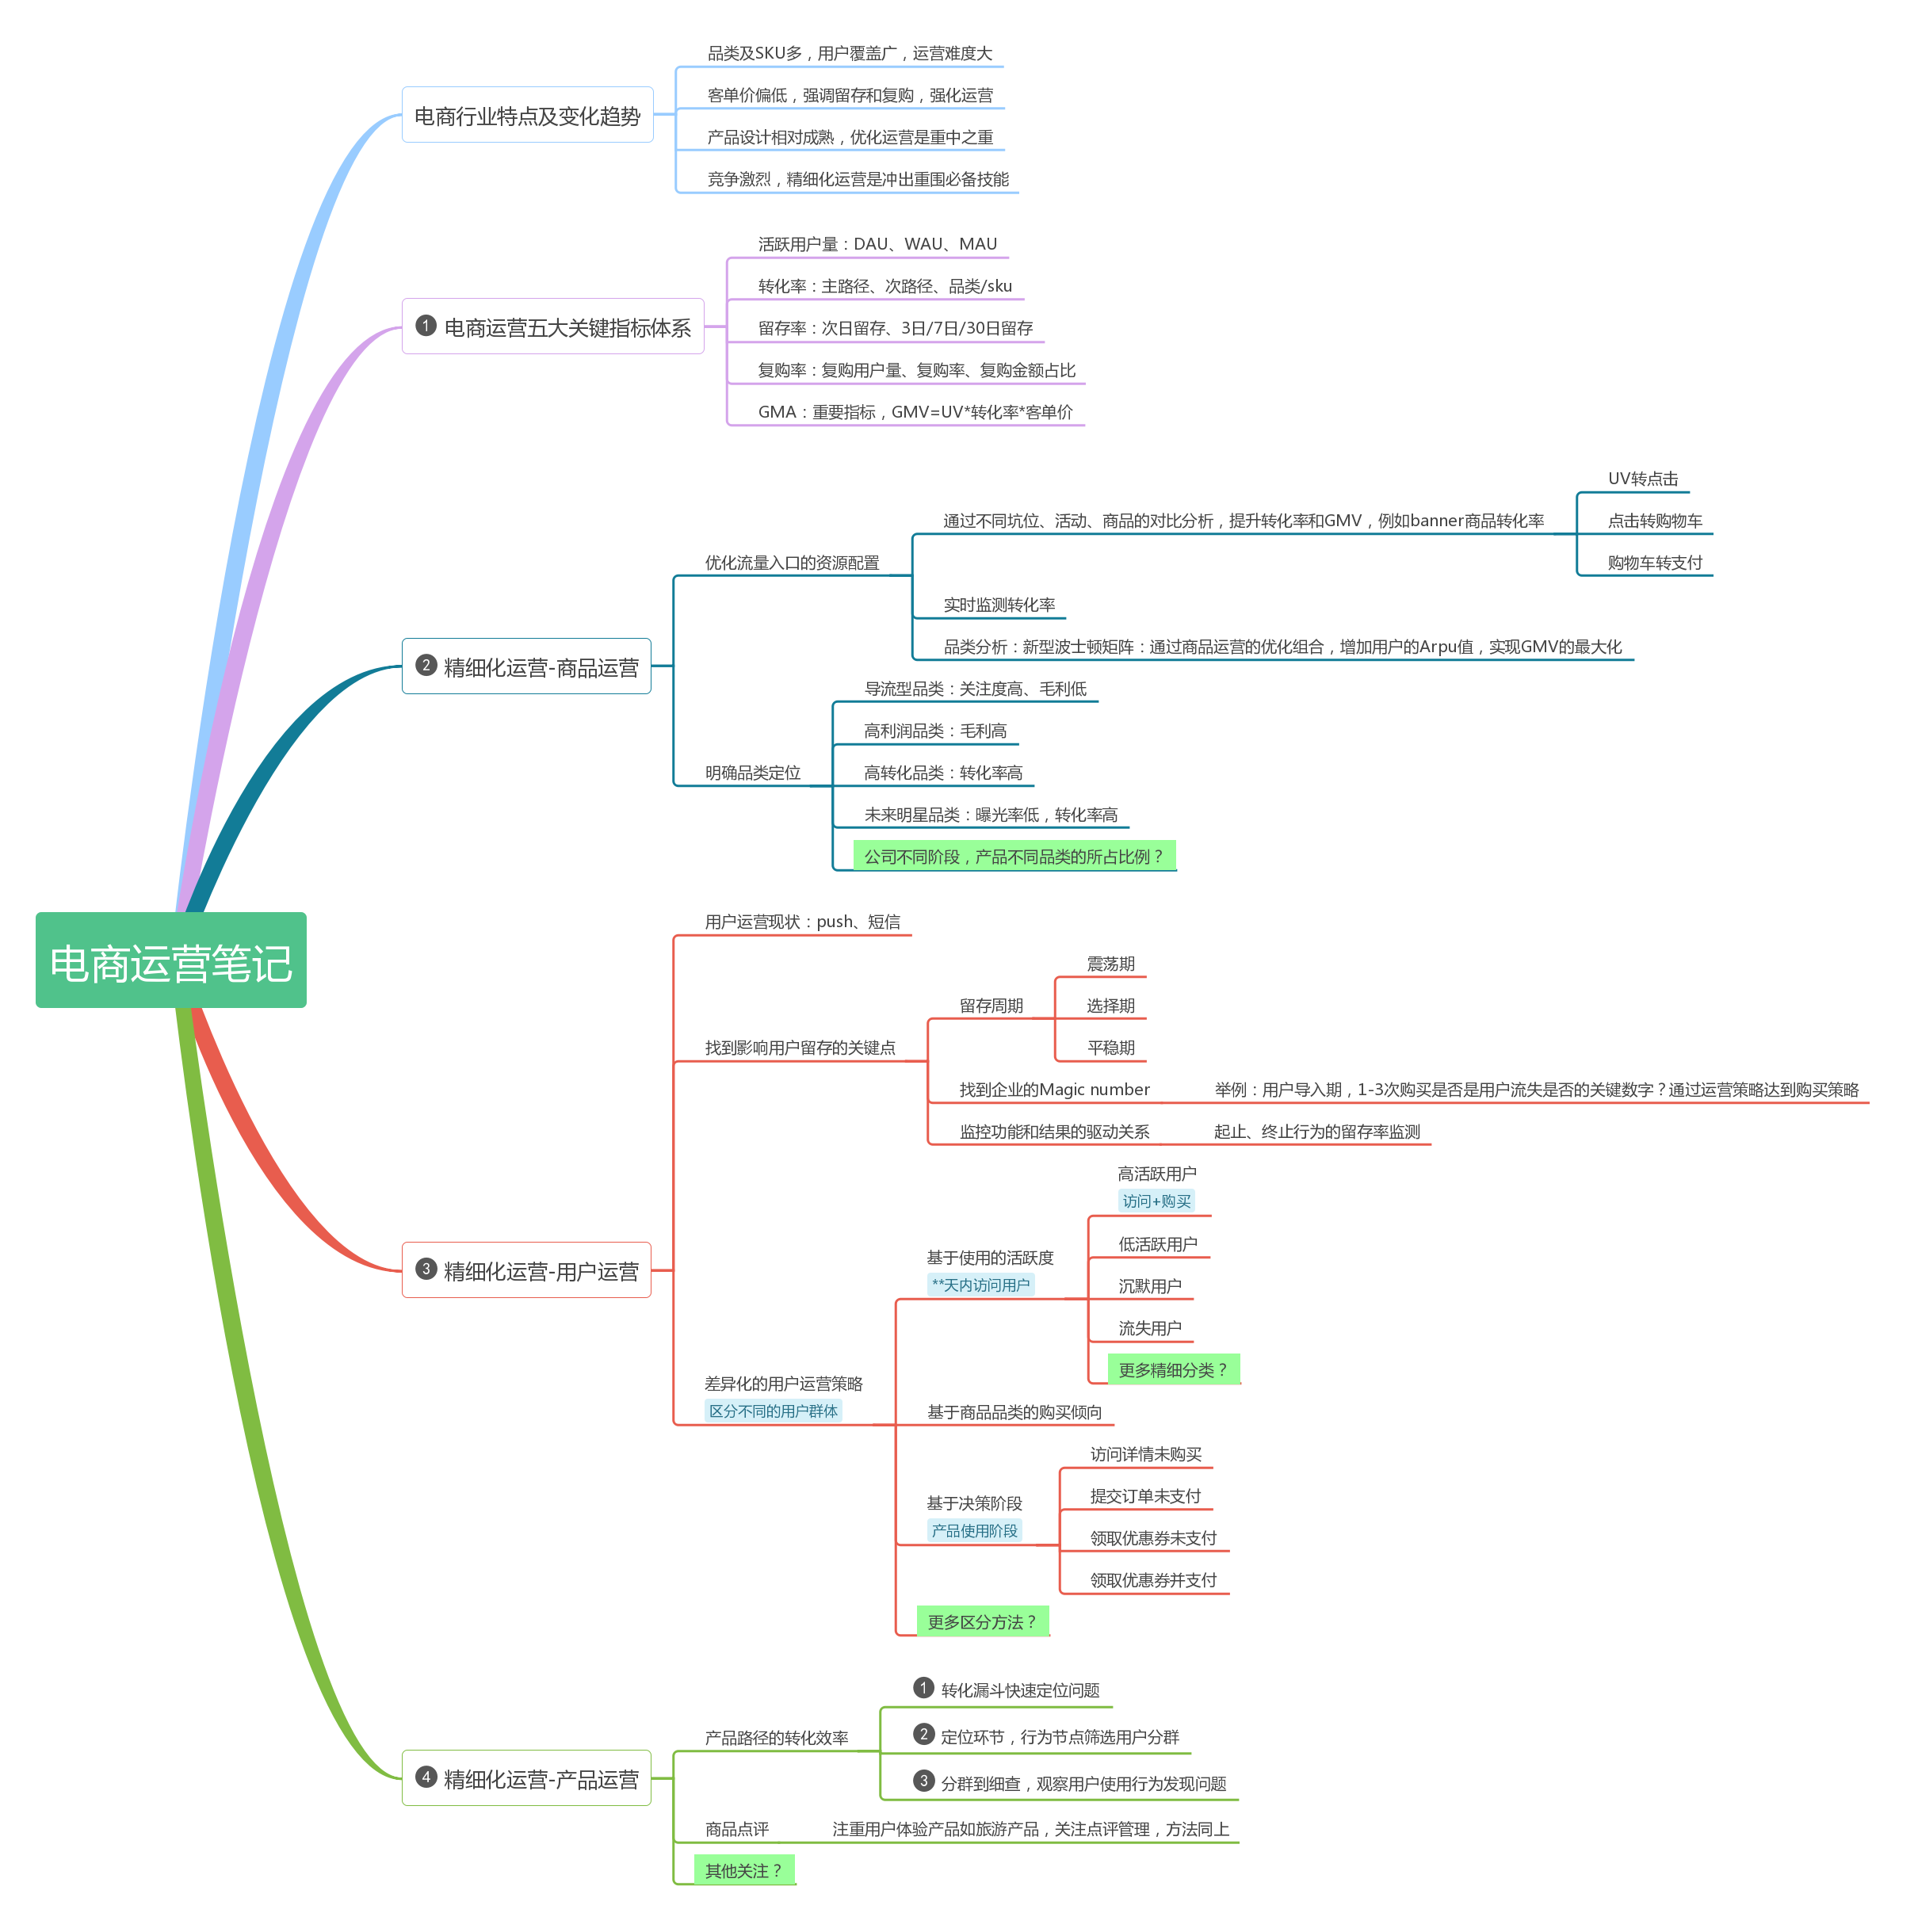 电商运营笔记
电商行业特点及变化趋势
品类及SKU多，用户覆盖广，运营难度大
客单价偏低，强调留存和复购，强化运营
产品设计相对成熟，优化运营是重中之重
竞争激烈，精细化运营是冲出重围必备技能
1 电商运营五大关键指标体系
活跃用户量：DAU、WAU、MAU
转化率：主路径、次路径、品类/sku
留存率：次日留存、3日/7日/30日留存
复购率：复购用户量、复购率、复购金额占比
GMA：重要指标，GMV=UV*转化率*客单价
2 精细化运营-商品运营
优化流量入口的资源配置
通过不同坑位、活动、商品的对比分析，提升转化率和GMV，例如banner商品转化率
UV转点击
点击转购物车
购物车转支付
实时监测转化率
品类分析：新型波士顿矩阵：通过商品运营的优化组合，增加用户的Arpu值，实现GMV的最大化
明确品类定位
导流型品类：关注度高、毛利低
高利润品类：毛利高
高转化品类：转化率高
未来明星品类：曝光率低，转化率高
公司不同阶段，产品不同品类的所占比例？
3 精细化运营-用户运营
用户运营现状：push、短信
找到影响用户留存的关键点
留存周期
震荡期
选择期
平稳期
找到企业的Magic number
举例：用户导入期，1-3次购买是否是用户流失是否的关键数字？通过运营策略达到购买策略
监控功能和结果的驱动关系
起止、终止行为的留存率监测
差异化的用户运营策略
区分不同的用户群体
基于使用的活跃度
**天内访问用户
高活跃用户
访问+购买
低活跃用户
沉默用户
流失用户
更多精细分类？
基于商品品类的购买倾向
基于决策阶段
产品使用阶段
访问详情未购买
提交订单未支付
领取优惠券未支付
领取优惠券并支付
更多区分方法？
4 精细化运营-产品运营
产品路径的转化效率
1 转化漏斗快速定位问题
2 定位环节，行为节点筛选用户分群
3 分群到细查，观察用户使用行为发现问题
商品点评
注重用户体验产品如旅游产品，关注点评管理，方法同上
其他关注？